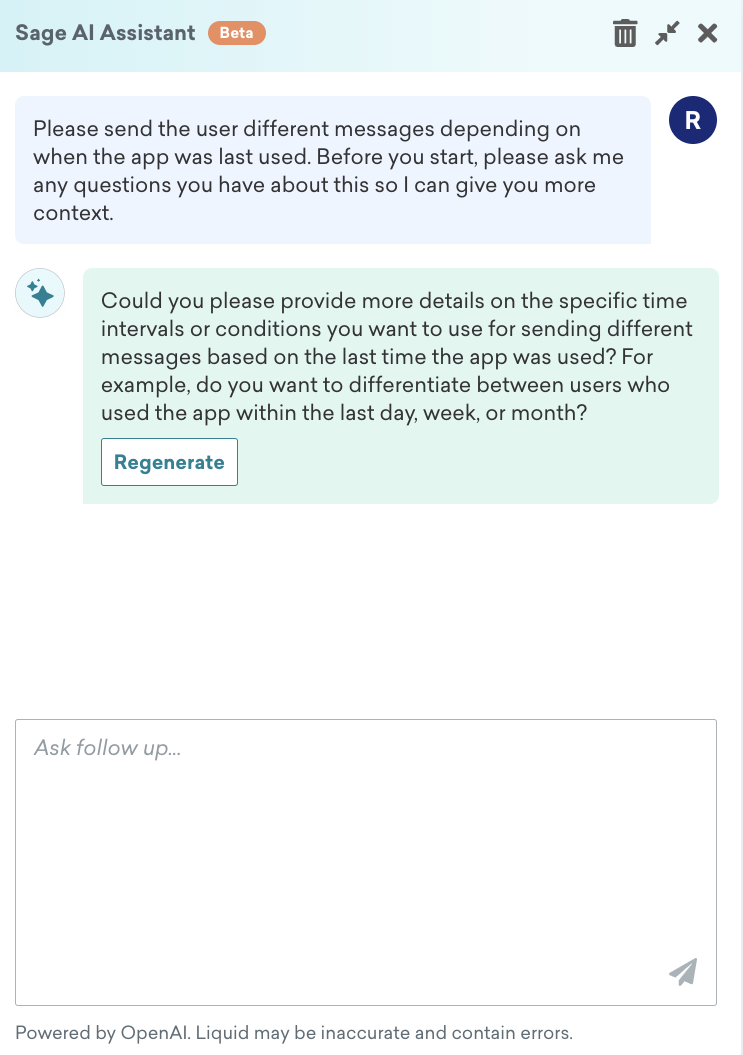 Sage AI Assistant Beta
Please send the user different messages depending on
when the app was last used. Before you start, please ask me
any questions you have about this so I can give you more
context.
R
Could you please provide more details on the specific time
intervals or conditions you want to use for sending different
messages based on the last time the app was used? For
example, do you want to differentiate between users who
used the app within the last day, week, or month?
Regenerate
Ask follow up...
Powered by OpenAI. Liquid may be inaccurate and contain errors.